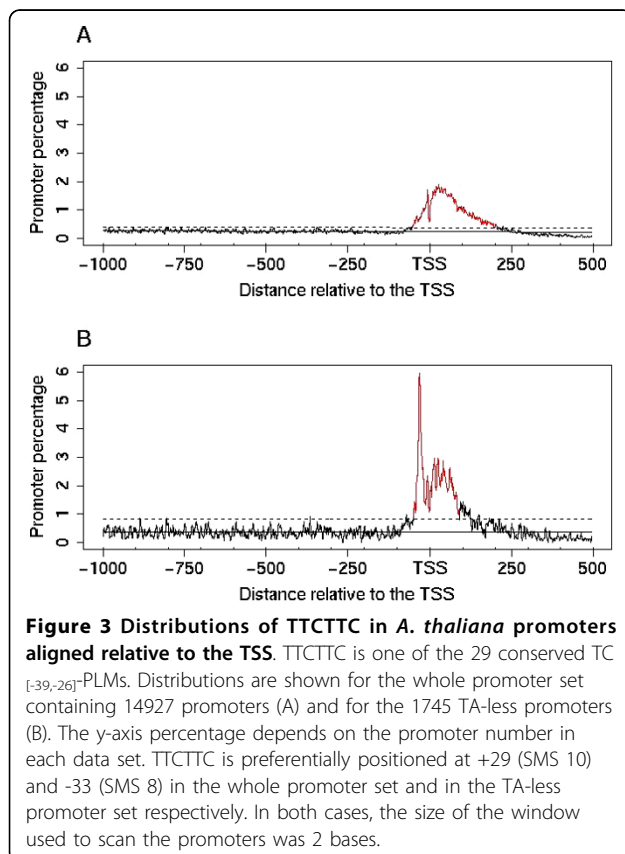 A
Promoter percentage
6
5
4
3
2
1
0
-1000 -750 -500 -250 TSS 250 500
Distance relative to the TSS
B
Promoter percentage
6
5
4
3
2
1
0
-1000 -750 -500 -250 TSS 250 500
Distance relative to the TSS
Figure 3 Distributions of TTCTTC in A. thaliana promoters
aligned relative to the TSS. TTCTTC is one of the 29 conserved TC
[-39,-26]-PLMs. Distributions are shown for the whole promoter set
containing 14927 promoters (A) and for the 1745 TA-less promoters
(B). The y-axis percentage depends on the promoter number in
each data set. TTCTTC is preferentially positioned at +29 (SMS 10)
and -33 (SMS 8) in the whole promoter set and in the TA-less
promoter set respectively. In both cases, the size of the window
used to scan the promoters was 2 bases.